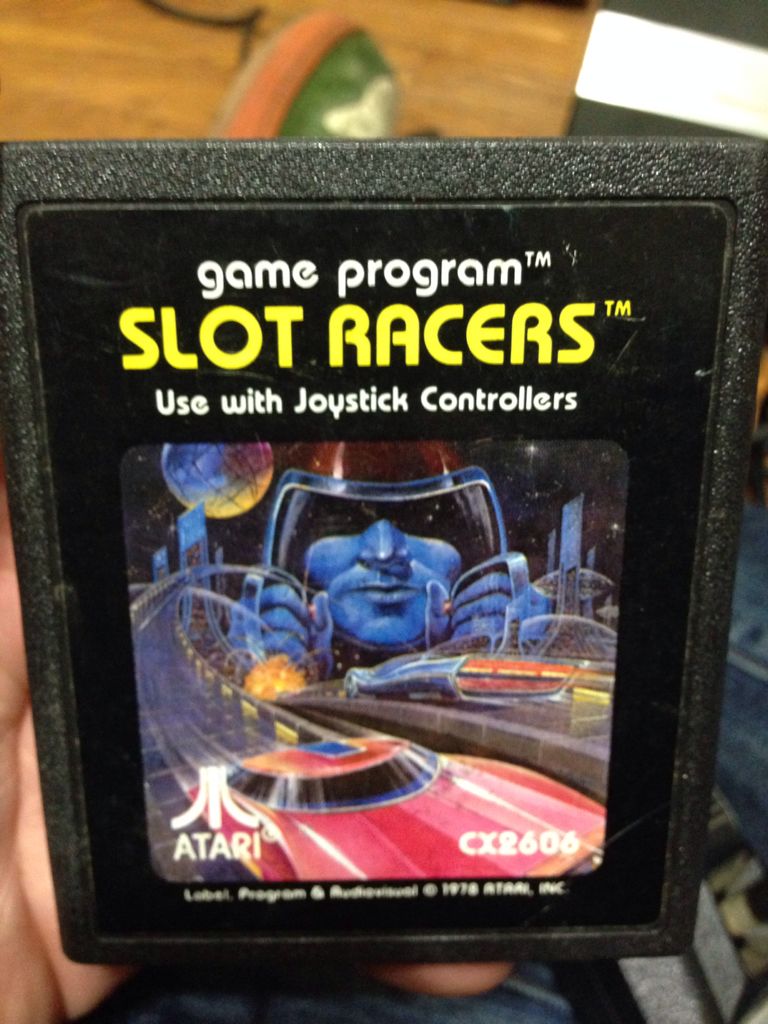 game program™
SLOT RACERS™
Use with Joystick Controllers
ATARI®
CX2606
Label, Program & Audiovisual © 1978 ATARI, INC.